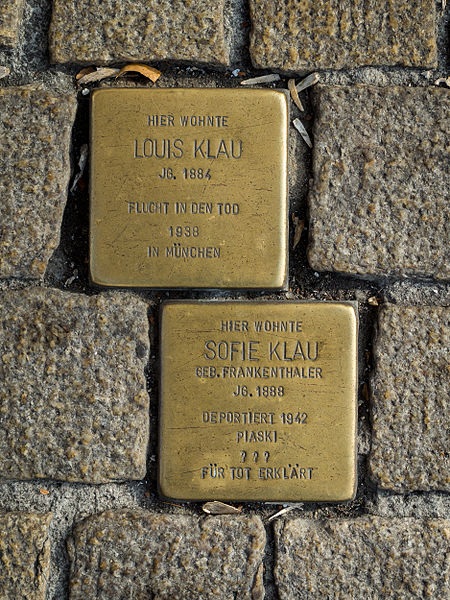 HIER WOHNTE
LOUIS KLAU
JG. 1884
FLUCHT IN DEN TOD
1938
IN MÜNCHEN
HIER WOHNTE
SOFIE KLAU
GEB. FRANKENTHALER
JG. 1888
DEPORTIERT 1942
PIASKI
???
FÜR TOT ERKLÄRT